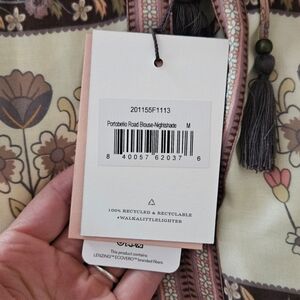 201155F1113
Portobello Road Blouse-Nightshade M
8 40057 62037 6
100% RECYCLED & RECYCLABLE
#WALKALITTLELIGHTER
This product contains
LENZING™ ECOVERO™ branded fibers